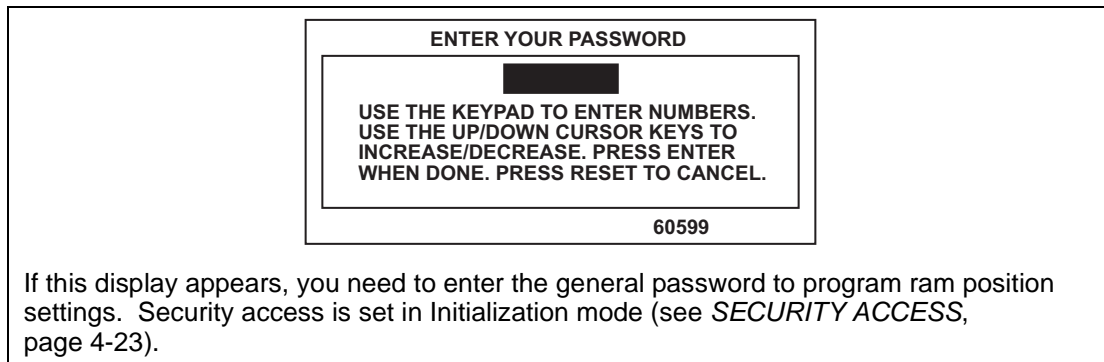 ENTER YOUR PASSWORD
USE THE KEYPAD TO ENTER NUMBERS.
USE THE UP/DOWN CURSOR KEYS TO
INCREASE/DECREASE. PRESS ENTER
WHEN DONE. PRESS RESET TO CANCEL.
60599
If this display appears, you need to enter the general password to program ram position
settings. Security access is set in Initialization mode (see SECURITY ACCESS,
page 4-23).